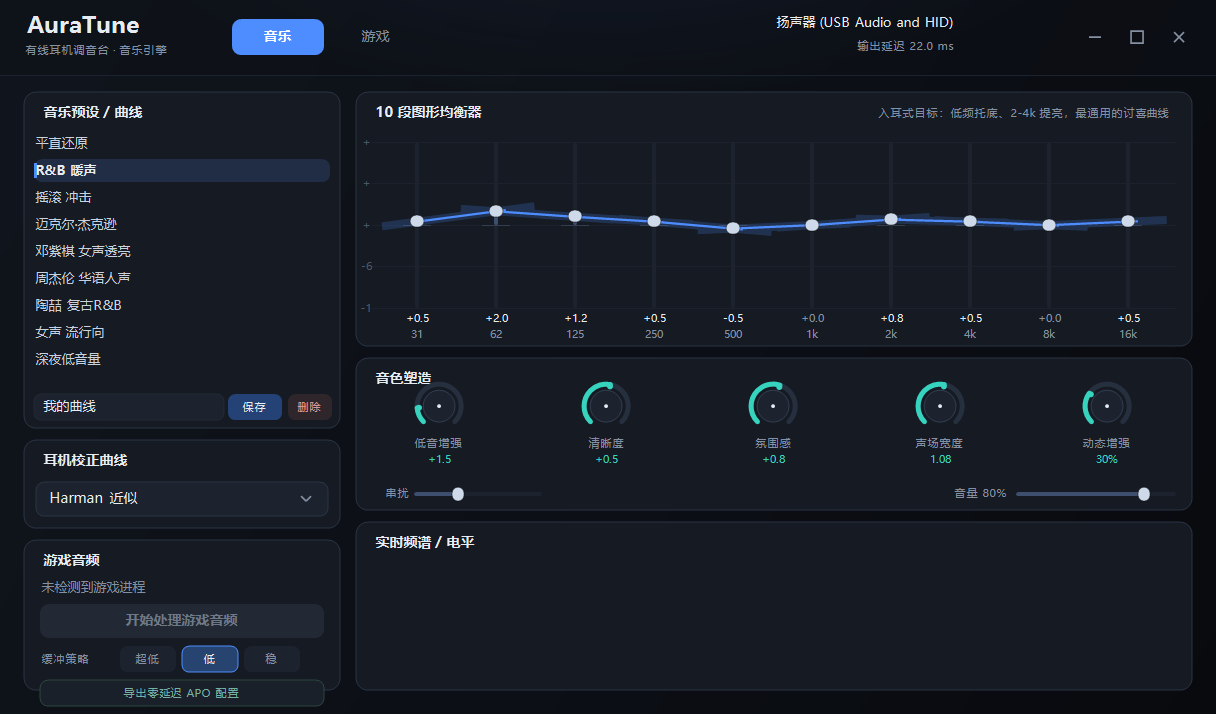 AuraTune
有线耳机调音台 · 音乐引擎
音乐
游戏
扬声器 (USB Audio and HID)
输出延迟 22.0 ms
音乐预设 / 曲线
平直还原
R&B 暖声
摇滚 冲击
迈克尔·杰克逊
邓紫棋 女声透亮
周杰伦 华语人声
陶喆 复古R&B
女声 流行向
深夜低音量
我的曲线
保存
删除
耳机校正曲线
Harman 近似
游戏音频
未检测到游戏进程
开始处理游戏音频
缓冲策略
超低
低
稳
导出零延迟 APO 配置
10 段图形均衡器
入耳式目标：低频托底、2-4k 提亮，最通用的讨喜曲线
+
+
+
-6
-1
+0.5 +2.0 +1.2 +0.5 -0.5 +0.0 +0.8 +0.5 +0.0 +0.5
31 62 125 250 500 1k 2k 4k 8k 16k
音色塑造
低音增强 清晰度 氛围感 声场宽度 动态增强
+1.5 +0.5 +0.8 1.08 30%
串扰
音量 80%
实时频谱 / 电平